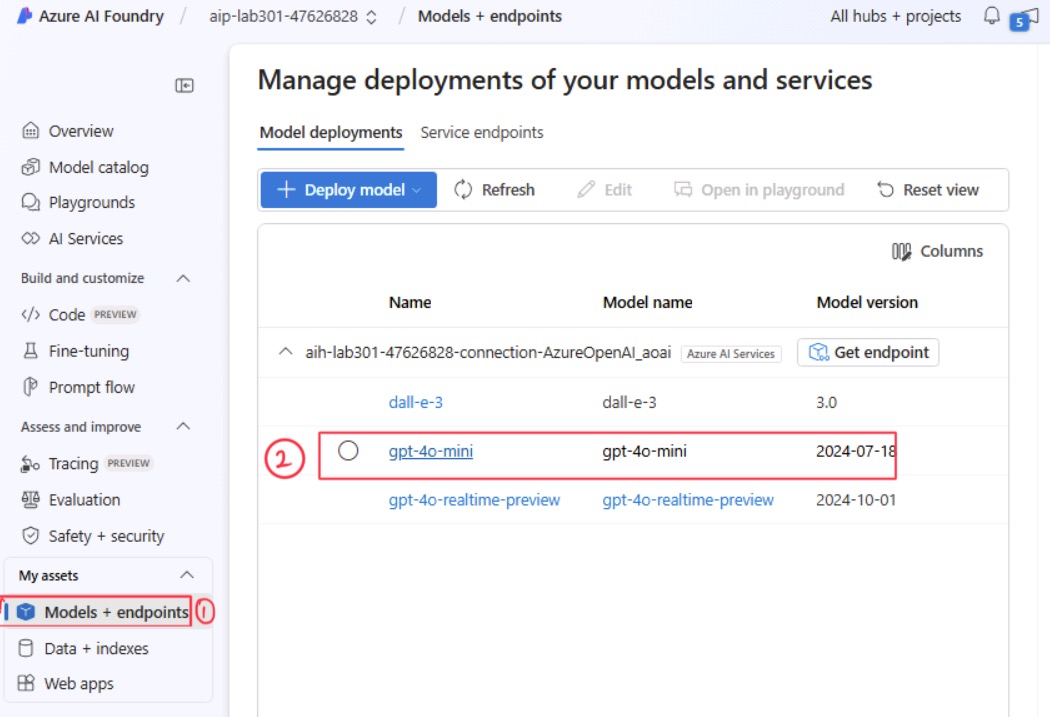 Azure AI Foundry / aip-lab301-47626828 / Models + endpoints All hubs + projects 5
Manage deployments of your models and services
Model deployments Service endpoints
Deploy model Refresh Edit Open in playground Reset view
Columns
Name Model name Model version
aih-lab301-47626828-connection-AzureOpenAI_aoai Azure AI Services Get endpoint
dall-e-3 dall-e-3 3.0
2 gpt-4o-mini gpt-4o-mini 2024-07-18
gpt-4o-realtime-preview gpt-4o-realtime-preview 2024-10-01
Overview
Model catalog
Playgrounds
AI Services
Build and customize
Code PREVIEW
Fine-tuning
Prompt flow
Assess and improve
Tracing PREVIEW
Evaluation
Safety + security
My assets
Models + endpoints 1
Data + indexes
Web apps